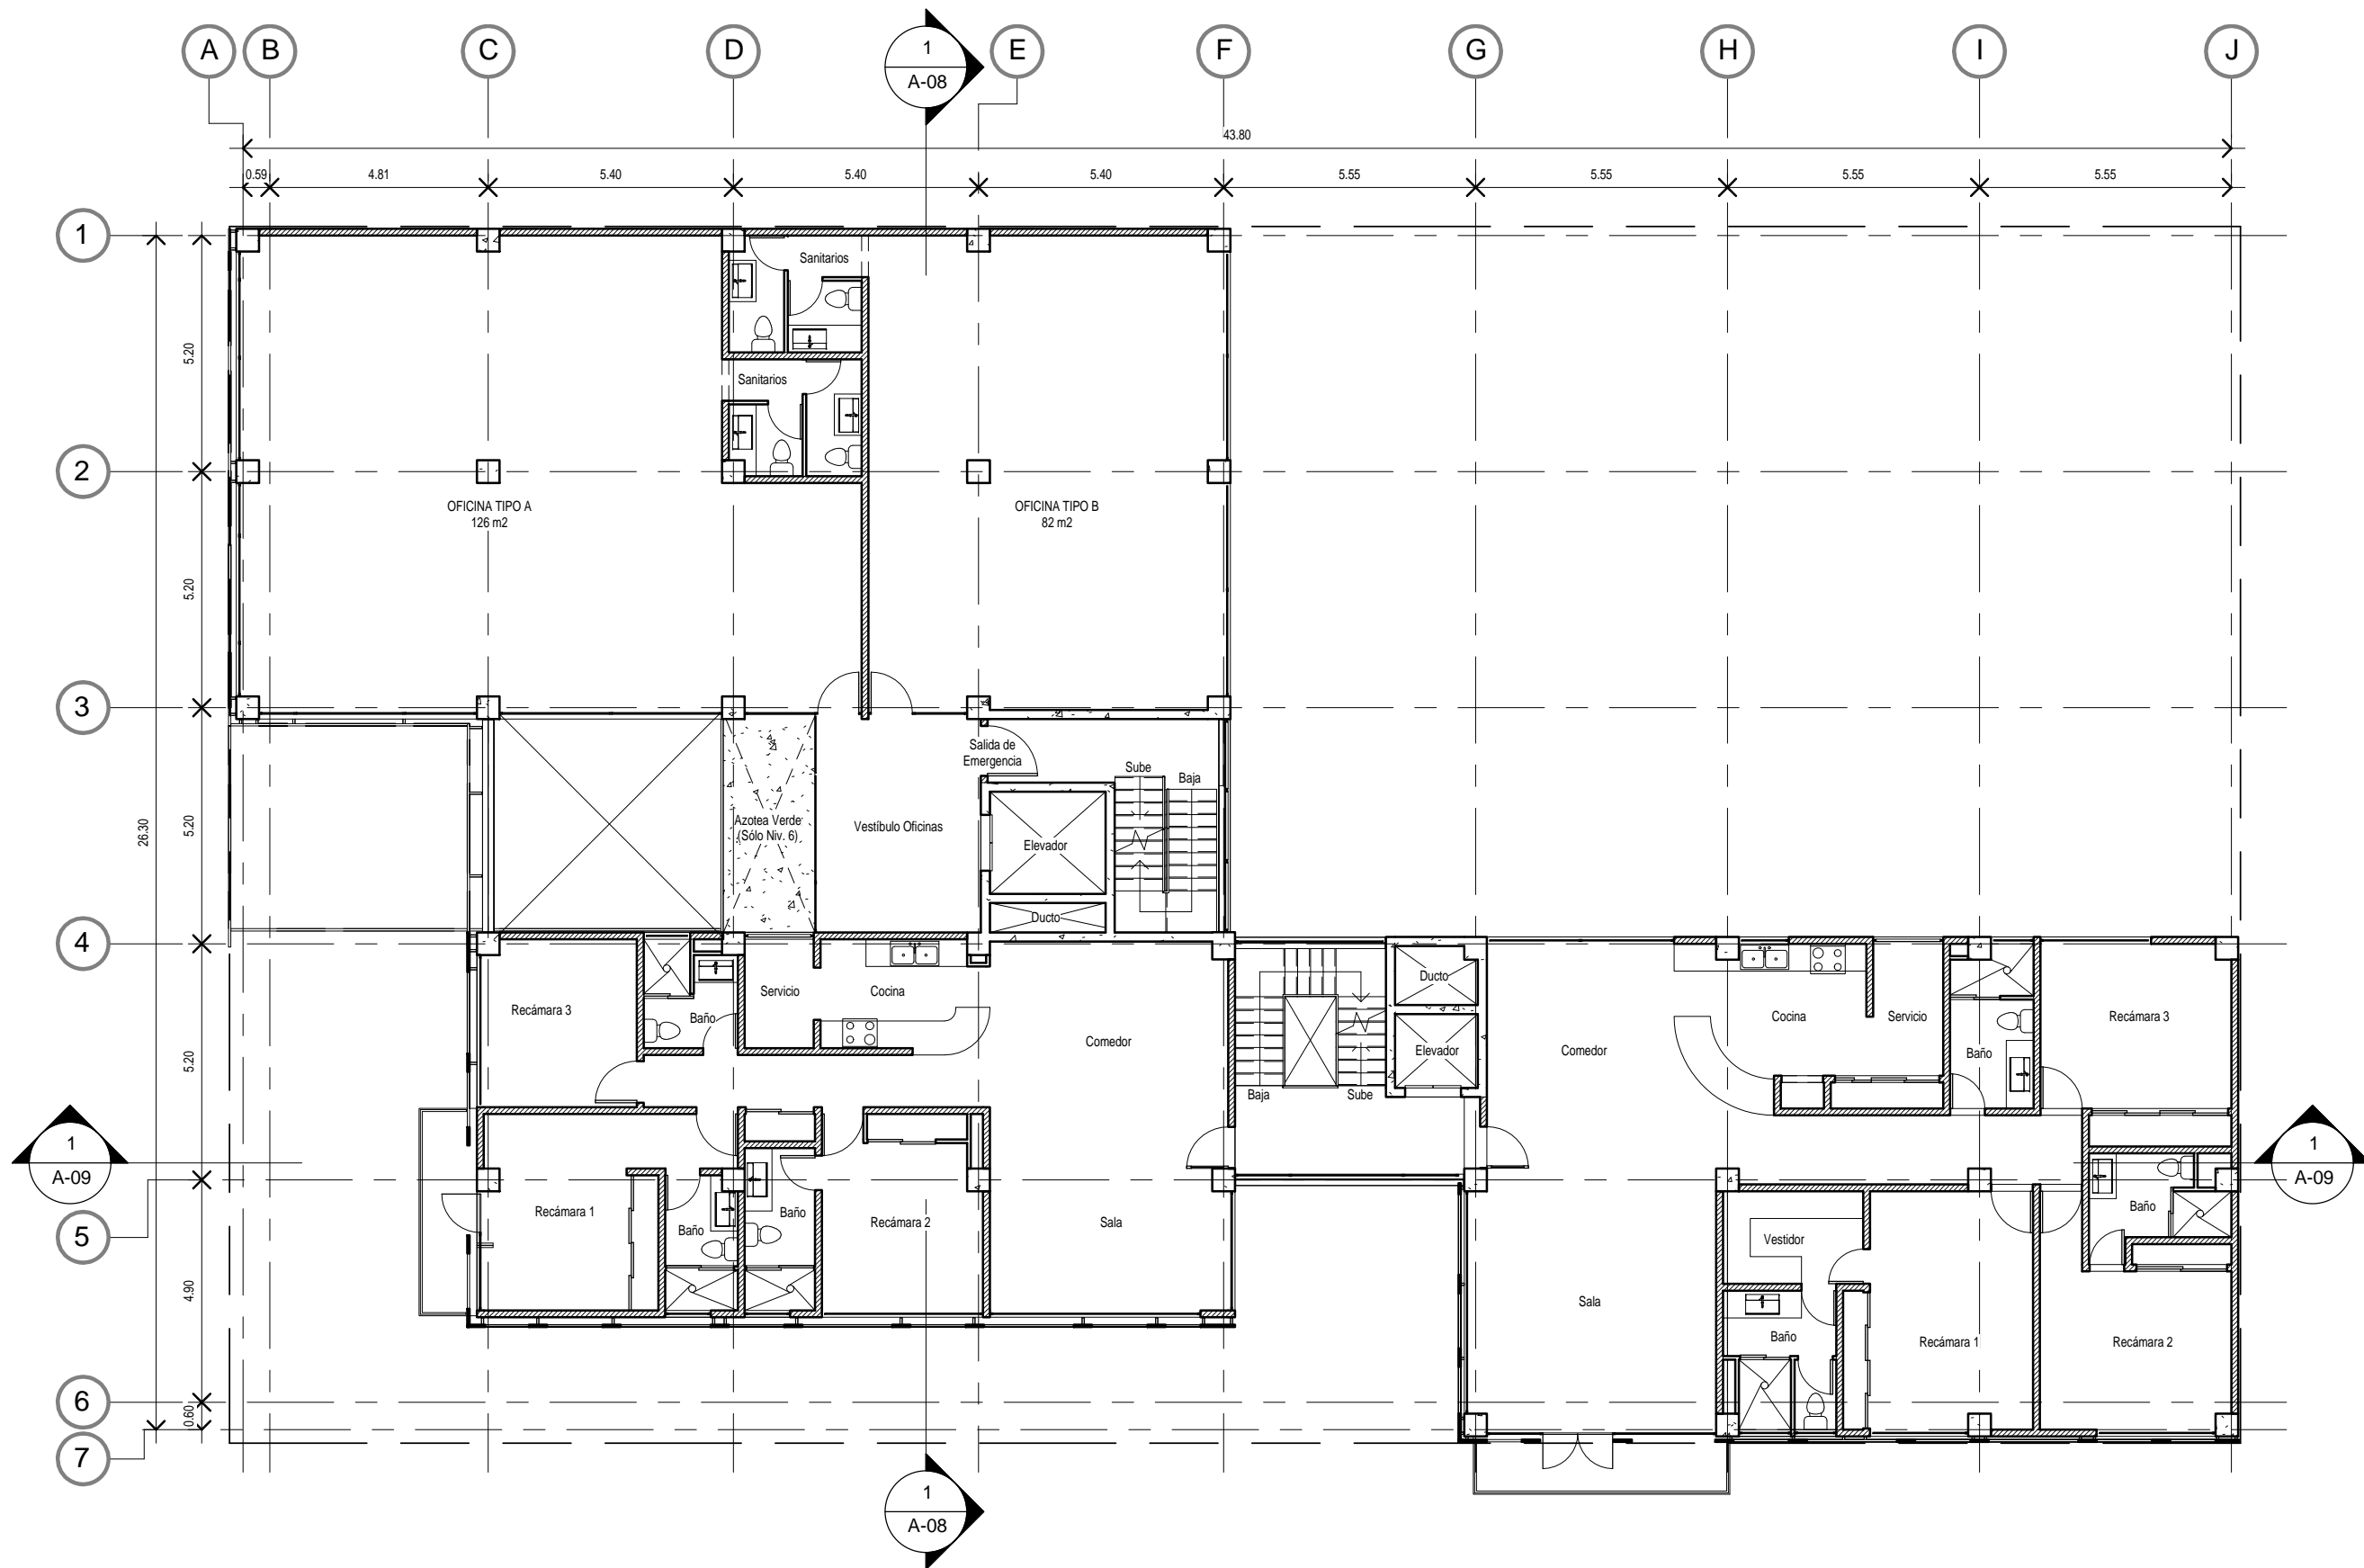 A B C D E F G H I J
1
A-08
43.80
0.59 4.81 5.40 5.40 5.40 5.55 5.55 5.55 5.55
1
Sanitarios
5.20
Sanitarios
2
OFICINA TIPO A
126 m2
OFICINA TIPO B
82 m2
5.20
3
Salida de
Emergencia
Sube
Baja
26.30
5.20
Azotea Verde
(Sólo Niv. 6)
Vestíbulo Oficinas
Elevador
Ducto
4
Ducto
Recámara 3
Baño
Servicio
Cocina
Comedor
Elevador
Comedor
Cocina
Servicio
Baño
Recámara 3
5.20
Baja
Sube
1
A-09
1
A-09
5
Recámara 1
Baño
Baño
Recámara 2
Sala
Vestidor
Baño
4.90
Sala
Baño
Recámara 1
Recámara 2
6
0.60
7
1
A-08